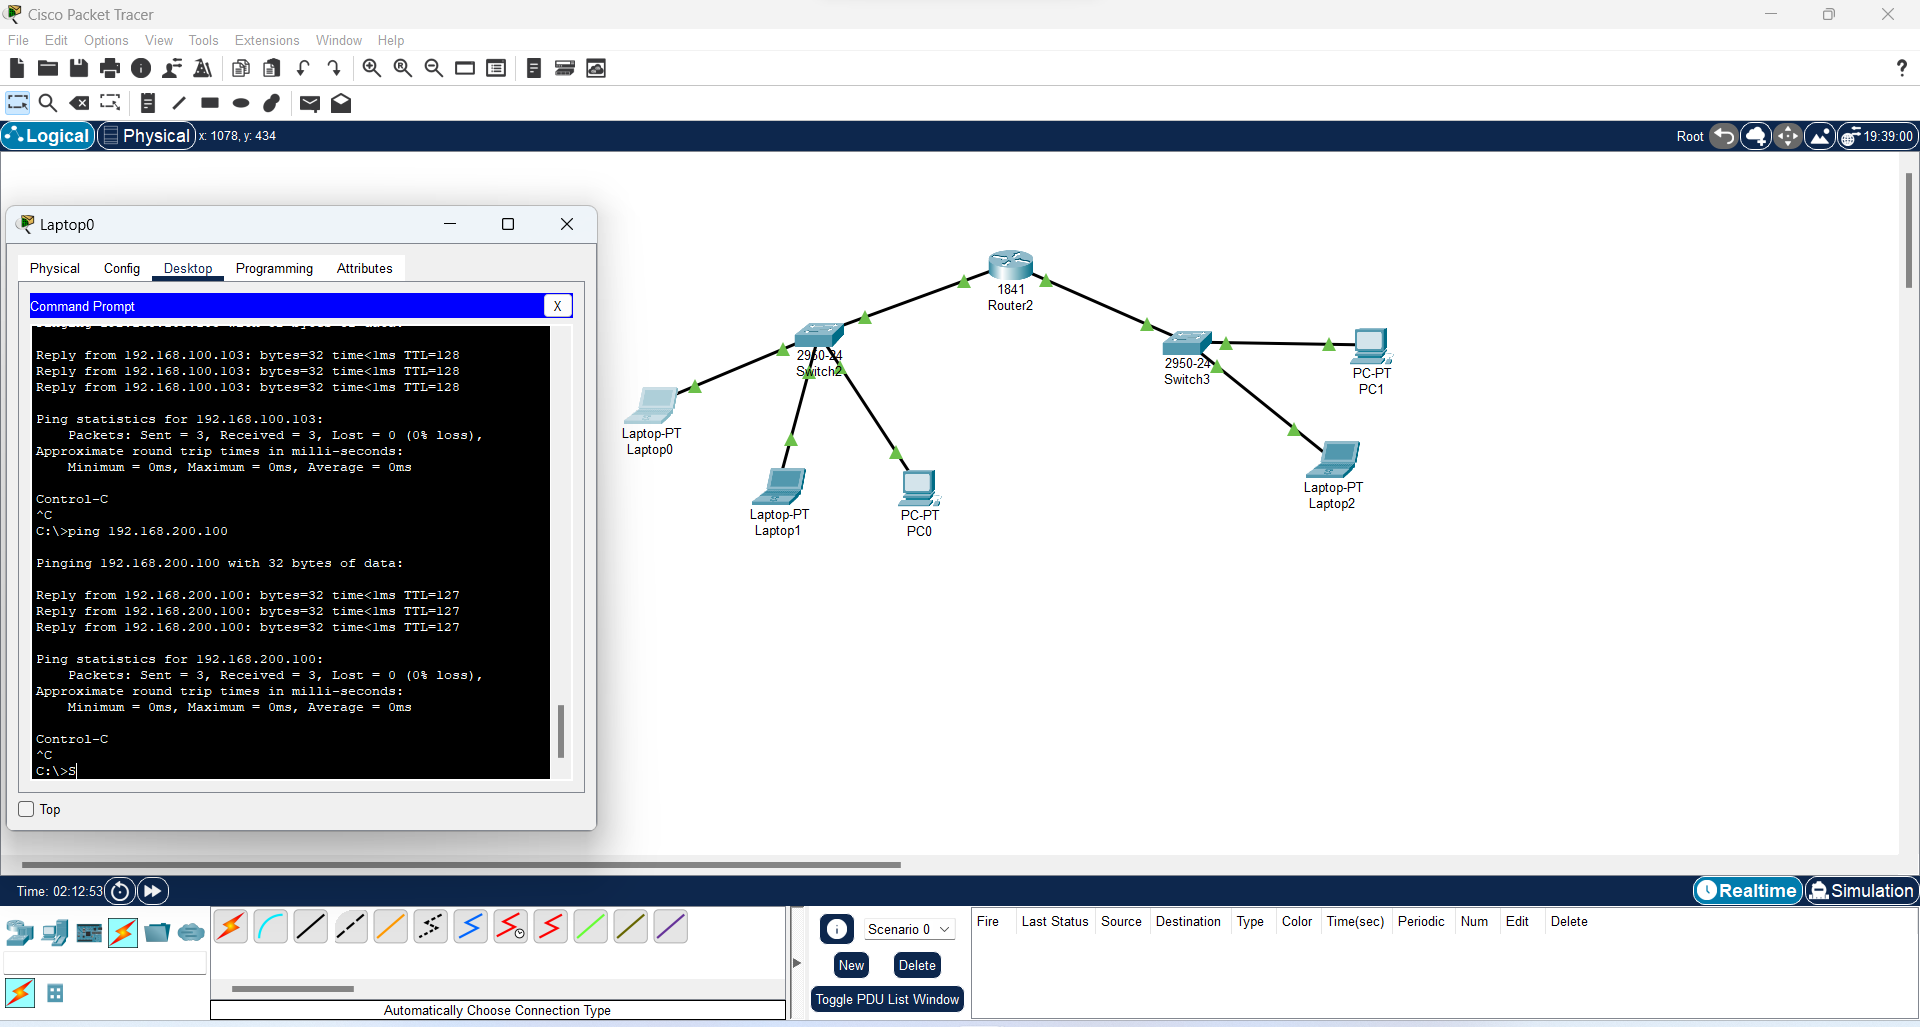 Cisco Packet Tracer
File Edit Options View Tools Extensions Window Help
?
Logical Physical x: 1078, y: 434 Root 19:39:00
Laptop0
Physical Config Desktop Programming Attributes
Command Prompt X
Reply from 192.168.100.103: bytes=32 time<1ms TTL=128
Reply from 192.168.100.103: bytes=32 time<1ms TTL=128
Reply from 192.168.100.103: bytes=32 time<1ms TTL=128
Ping statistics for 192.168.100.103:
Packets: Sent = 3, Received = 3, Lost = 0 (0% loss),
Approximate round trip times in milli-seconds:
Minimum = 0ms, Maximum = 0ms, Average = 0ms
Control-C
^C
C:\>ping 192.168.200.100
Pinging 192.168.200.100 with 32 bytes of data:
Reply from 192.168.200.100: bytes=32 time<1ms TTL=127
Reply from 192.168.200.100: bytes=32 time<1ms TTL=127
Reply from 192.168.200.100: bytes=32 time<1ms TTL=127
Ping statistics for 192.168.200.100:
Packets: Sent = 3, Received = 3, Lost = 0 (0% loss),
Approximate round trip times in milli-seconds:
Minimum = 0ms, Maximum = 0ms, Average = 0ms
Control-C
^C
C:\>S
Top
1841
Router2
2950-24
Switch2
2950-24
Switch3
PC-PT
PC1
Laptop-PT
Laptop0
Laptop-PT
Laptop1
PC-PT
PC0
Laptop-PT
Laptop2
Time: 02:12:53 Realtime Simulation
Scenario 0
New Delete
Toggle PDU List Window
Fire Last Status Source Destination Type Color Time(sec) Periodic Num Edit Delete
Automatically Choose Connection Type